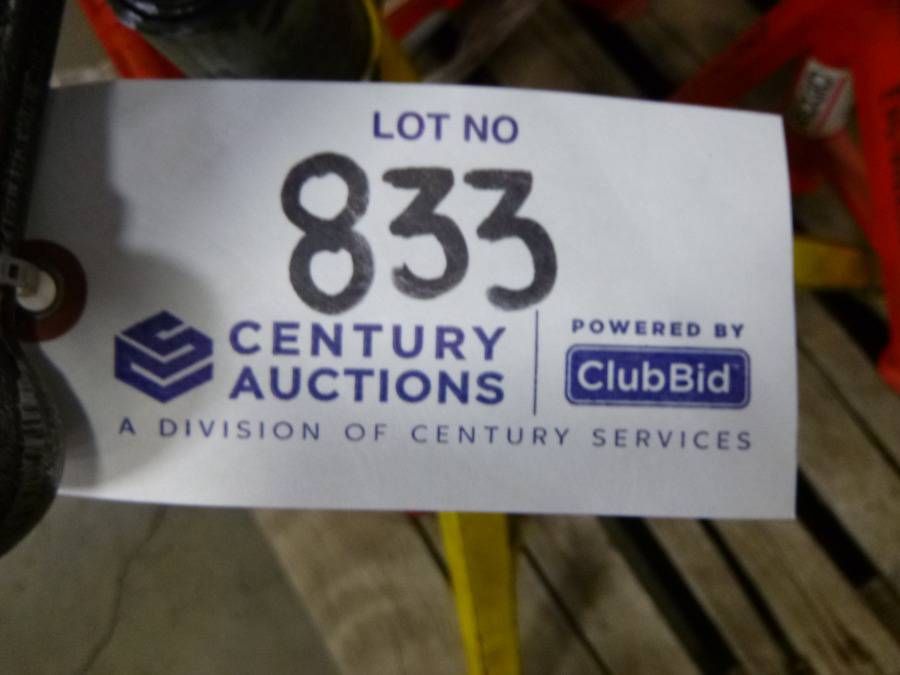 LOT NO
833
CENTURY
AUCTIONS
POWERED BY
ClubBid
A DIVISION OF CENTURY SERVICES